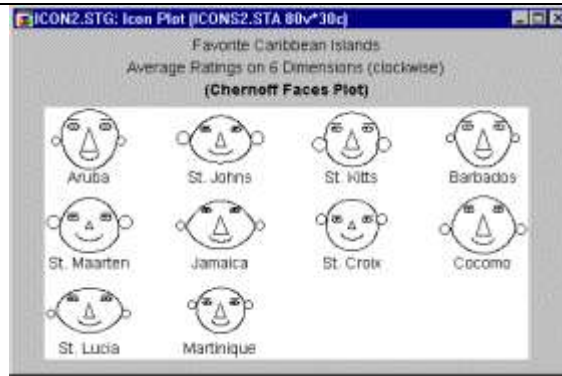 ICON2.STG: Icon Plot (ICONS2.STA 80v*30c)
Favorite Caribbean Islands
Average Ratings on 6 Dimensions (clockwise)
(Chernoff Faces Plot)
Aruba St. Johns St. Kitts Barbados
St. Maarten Jamaica St. Croix Cocomo
St. Lucia Martinique